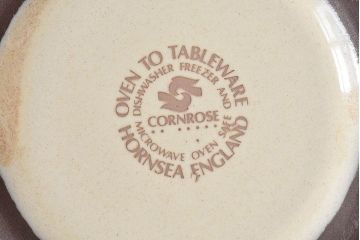 OVEN TO TABLEWARE
DISHWASHER FREEZER AND
CORNROSE
MICROWAVE OVEN SAFE
HORNSEA ENGLAND